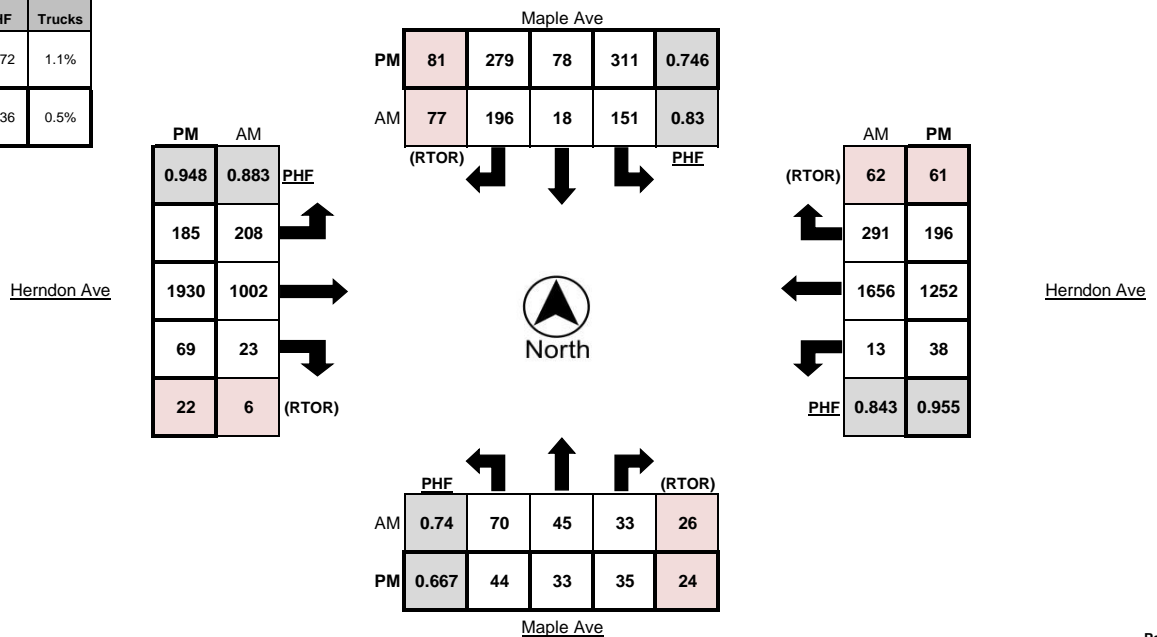 Trucks
1.1%
0.5%
Maple Ave
PM 81 279 78 311 0.746
AM 77 196 18 151 0.83
(RTOR) PHF
PM AM
0.948 0.883 PHF
185 208
1930 1002
69 23
22 6 (RTOR)
Herndon Ave
North
AM PM
(RTOR) 62 61
291 196
1656 1252
13 38
PHF 0.843 0.955
Herndon Ave
PHF (RTOR)
AM 0.74 70 45 33 26
PM 0.667 44 33 35 24
Maple Ave